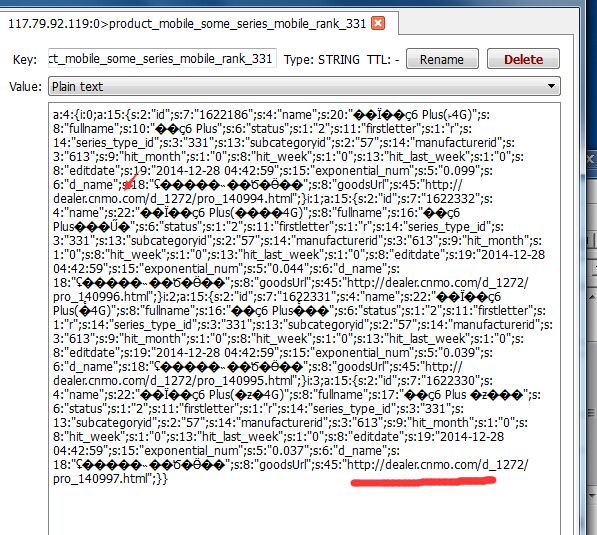 117.79.92.119:0>product_mobile_some_series_mobile_rank_331
Key: ct_mobile_some_series_mobile_rank_331 Type: STRING TTL: - Rename Delete
Value: Plain text
a:4:{i:0;a:15:{s:2:"id";s:7:"1622186";s:4:"name";s:20:"��Ϊ��ҫ6 Plus(˫4G)";s:
8:"fullname";s:10:"��ҫ6 Plus";s:6:"status";s:1:"2";s:11:"firstletter";s:1:"r";s:
14:"series_type_id";s:3:"331";s:13:"subcategoryid";s:2:"57";s:14:"manufacturerid";s:
3:"613";s:9:"hit_month";s:1:"0";s:8:"hit_week";s:1:"0";s:13:"hit_last_week";s:1:"0";s:
8:"editdate";s:19:"2014-12-28 04:42:59";s:15:"exponential_num";s:5:"0.099";s:
6:"d_name";s:18:"
";s:8:"goodsUrl";s:45:"http://
dealer.cnmo.com/d_1272/pro_140994.html";}i:1;a:15:{s:2:"id";s:7:"1622332";s:
4:"name";s:22:"��Ϊ��ҫ6 Plus(����4G)";s:8:"fullname";s:16:"��ҫ6
Plus
";s:6:"status";s:1:"2";s:11:"firstletter";s:1:"r";s:14:"series_type_id";s:
3:"331";s:13:"subcategoryid";s:2:"57";s:14:"manufacturerid";s:3:"613";s:9:"hit_month";s:
1:"0";s:8:"hit_week";s:1:"0";s:13:"hit_last_week";s:1:"0";s:8:"editdate";s:19:"2014-12-28
04:42:59";s:15:"exponential_num";s:5:"0.044";s:6:"d_name";s:
18:"
";s:8:"goodsUrl";s:45:"http://dealer.cnmo.com/d_1272/
pro_140996.html";}i:2;a:15:{s:2:"id";s:7:"1622331";s:4:"name";s:22:"��Ϊ��ҫ6
Plus(
4G)";s:8:"fullname";s:16:"��ҫ6 Plus
";s:6:"status";s:1:"2";s:11:"firstletter";s:
1:"r";s:14:"series_type_id";s:3:"331";s:13:"subcategoryid";s:2:"57";s:14:"manufacturerid";s:
3:"613";s:9:"hit_month";s:1:"0";s:8:"hit_week";s:1:"0";s:13:"hit_last_week";s:1:"0";s:
8:"editdate";s:19:"2014-12-28 04:42:59";s:15:"exponential_num";s:5:"0.039";s:
6:"d_name";s:18:"
";s:8:"goodsUrl";s:45:"http://
dealer.cnmo.com/d_1272/pro_140995.html";}i:3;a:15:{s:2:"id";s:7:"1622330";s:
4:"name";s:22:"��Ϊ��ҫ6 Plus(
4G)";s:8:"fullname";s:17:"��ҫ6 Plus
";s:
6:"status";s:1:"2";s:11:"firstletter";s:1:"r";s:14:"series_type_id";s:3:"331";s:
13:"subcategoryid";s:2:"57";s:14:"manufacturerid";s:3:"613";s:9:"hit_month";s:1:"0";s:
8:"hit_week";s:1:"0";s:13:"hit_last_week";s:1:"0";s:8:"editdate";s:19:"2014-12-28
04:42:59";s:15:"exponential_num";s:5:"0.037";s:6:"d_name";s:
18:"
";s:8:"goodsUrl";s:45:"http://dealer.cnmo.com/d_1272/
pro_140997.html";}}